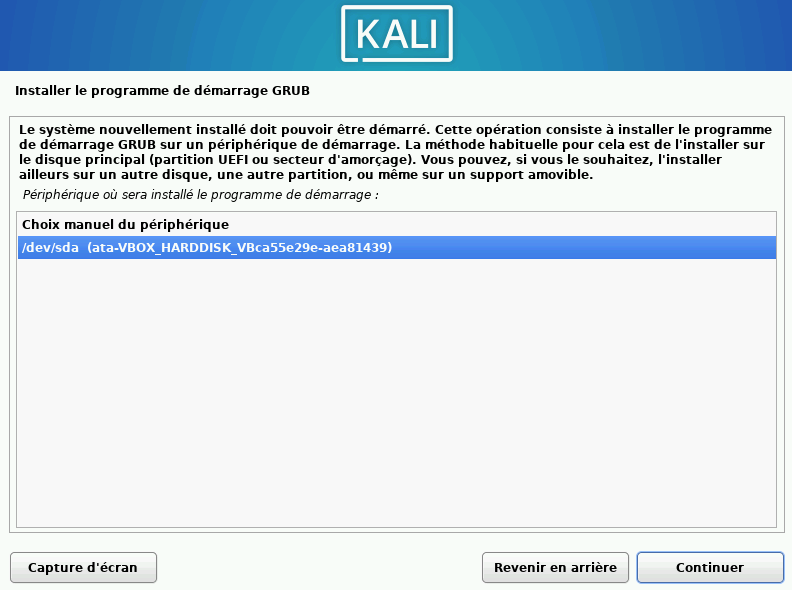 KALI
Installer le programme de démarrage GRUB
Le système nouvellement installé doit pouvoir être démarré. Cette opération consiste à installer le programme
de démarrage GRUB sur un périphérique de démarrage. La méthode habituelle pour cela est de l'installer sur
le disque principal (partition UEFI ou secteur d'amorçage). Vous pouvez, si vous le souhaitez, l'installer
ailleurs sur un autre disque, une autre partition, ou même sur un support amovible.
Périphérique où sera installé le programme de démarrage :
Choix manuel du périphérique
/dev/sda  (ata-VBOX_HARDDISK_VBca55e29e-aea81439)
Capture d'écran
Revenir en arrière
Continuer